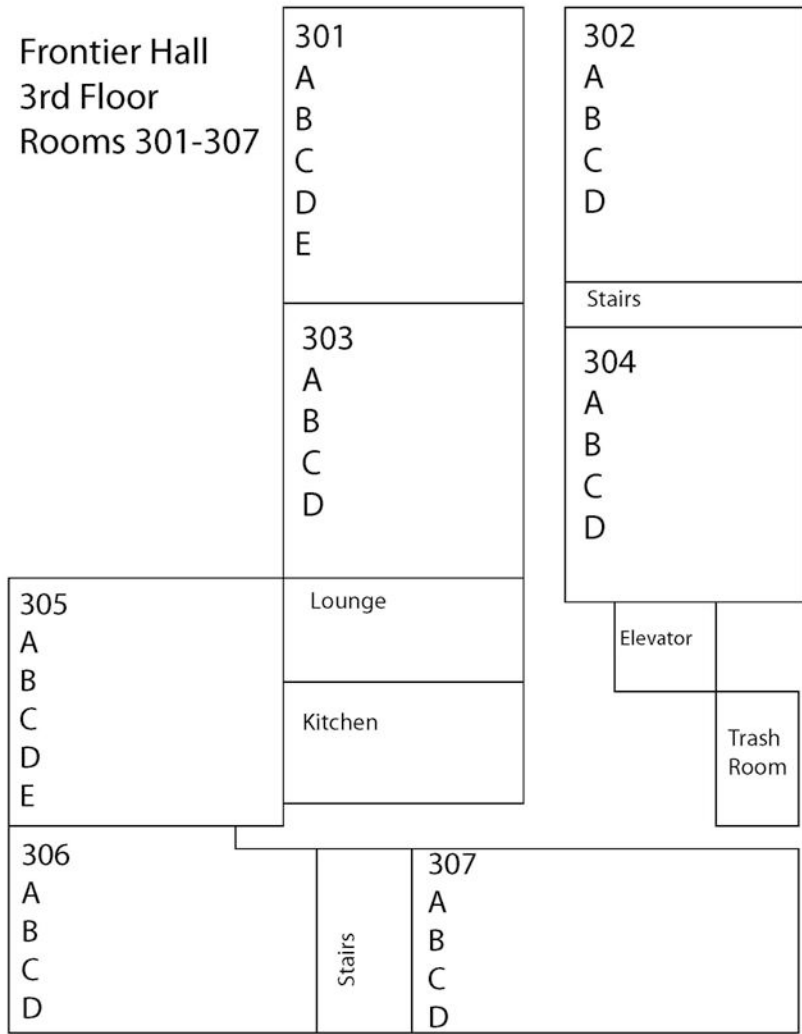 Frontier Hall
3rd Floor
Rooms 301-307
301
A
B
C
D
E
302
A
B
C
D
Stairs
303
A
B
C
D
304
A
B
C
D
305
A
B
C
D
E
Lounge
Kitchen
Elevator
Trash
Room
306
A
B
C
D
Stairs
307
A
B
C
D